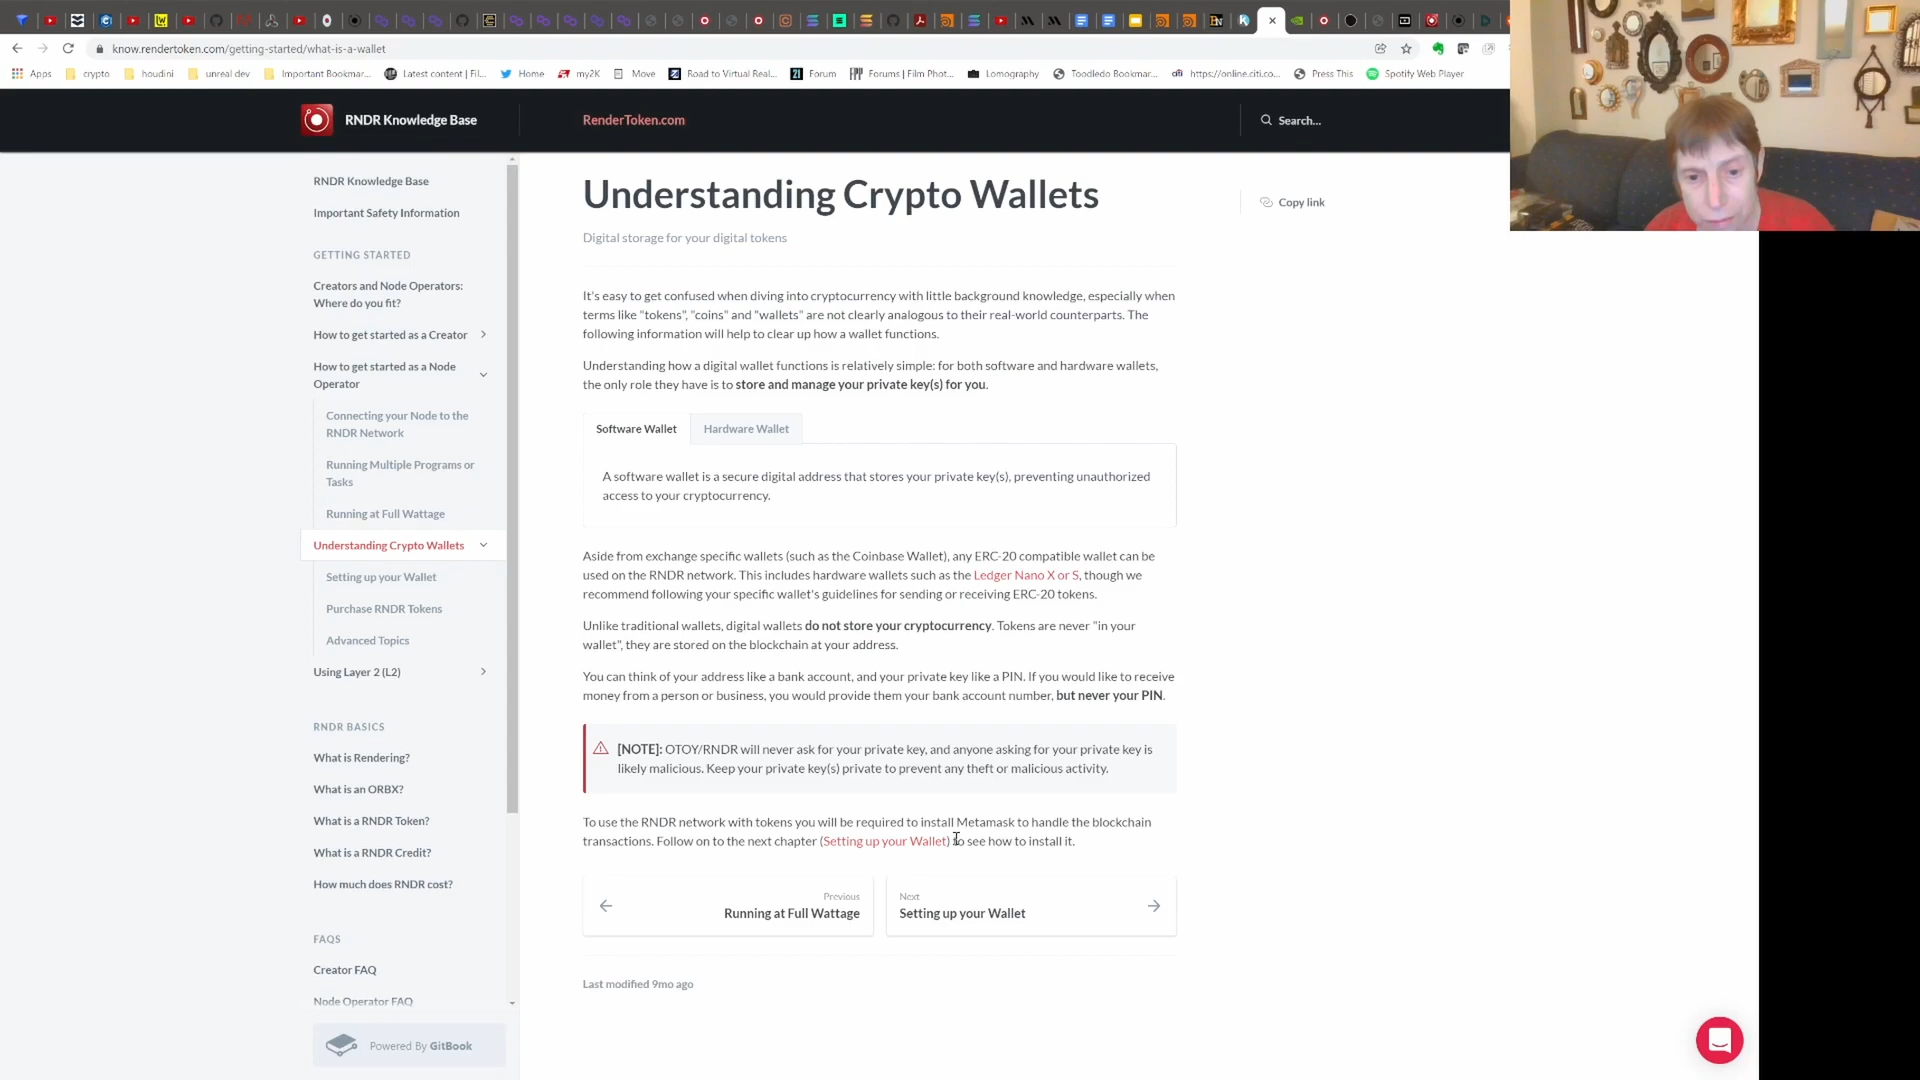 know.rendertoken.com/getting-started/what-is-a-wallet
Apps
crypto
houdini
unreal dev
Important Bookmar...
Latest content | Fil...
Home
my2K
Move
Road to Virtual Real...
Forum
Forums | Film Phot...
Lomography
Toodledo Bookmar...
https://online.citi.co...
Press This
Spotify Web Player
RNDR Knowledge Base
RenderToken.com
Search...
RNDR Knowledge Base
Important Safety Information
GETTING STARTED
Creators and Node Operators:
Where do you fit?
How to get started as a Creator
How to get started as a Node
Operator
Connecting your Node to the
RNDR Network
Running Multiple Programs or
Tasks
Running at Full Wattage
Understanding Crypto Wallets
Setting up your Wallet
Purchase RNDR Tokens
Advanced Topics
Using Layer 2 (L2)
RNDR BASICS
What is Rendering?
What is an ORBX?
What is a RNDR Token?
What is a RNDR Credit?
How much does RNDR cost?
FAQS
Creator FAQ
Node Operator FAQ
Powered By GitBook
Understanding Crypto Wallets
Copy link
Digital storage for your digital tokens
It's easy to get confused when diving into cryptocurrency with little background knowledge, especially when
terms like "tokens", "coins" and "wallets" are not clearly analogous to their real-world counterparts. The
following information will help to clear up how a wallet functions.
Understanding how a digital wallet functions is relatively simple: for both software and hardware wallets,
the only role they have is to store and manage your private key(s) for you.
Software Wallet
Hardware Wallet
A software wallet is a secure digital address that stores your private key(s), preventing unauthorized
access to your cryptocurrency.
Aside from exchange specific wallets (such as the Coinbase Wallet), any ERC-20 compatible wallet can be
used on the RNDR network. This includes hardware wallets such as the Ledger Nano X or S, though we
recommend following your specific wallet's guidelines for sending or receiving ERC-20 tokens.
Unlike traditional wallets, digital wallets do not store your cryptocurrency. Tokens are never "in your
wallet", they are stored on the blockchain at your address.
You can think of your address like a bank account, and your private key like a PIN. If you would like to receive
money from a person or business, you would provide them your bank account number, but never your PIN.
[NOTE]: OTOY/RNDR will never ask for your private key, and anyone asking for your private key is
likely malicious. Keep your private key(s) private to prevent any theft or malicious activity.
To use the RNDR network with tokens you will be required to install Metamask to handle the blockchain
transactions. Follow on to the next chapter (Setting up your Wallet) to see how to install it.
Previous
Running at Full Wattage
Next
Setting up your Wallet
Last modified 9mo ago